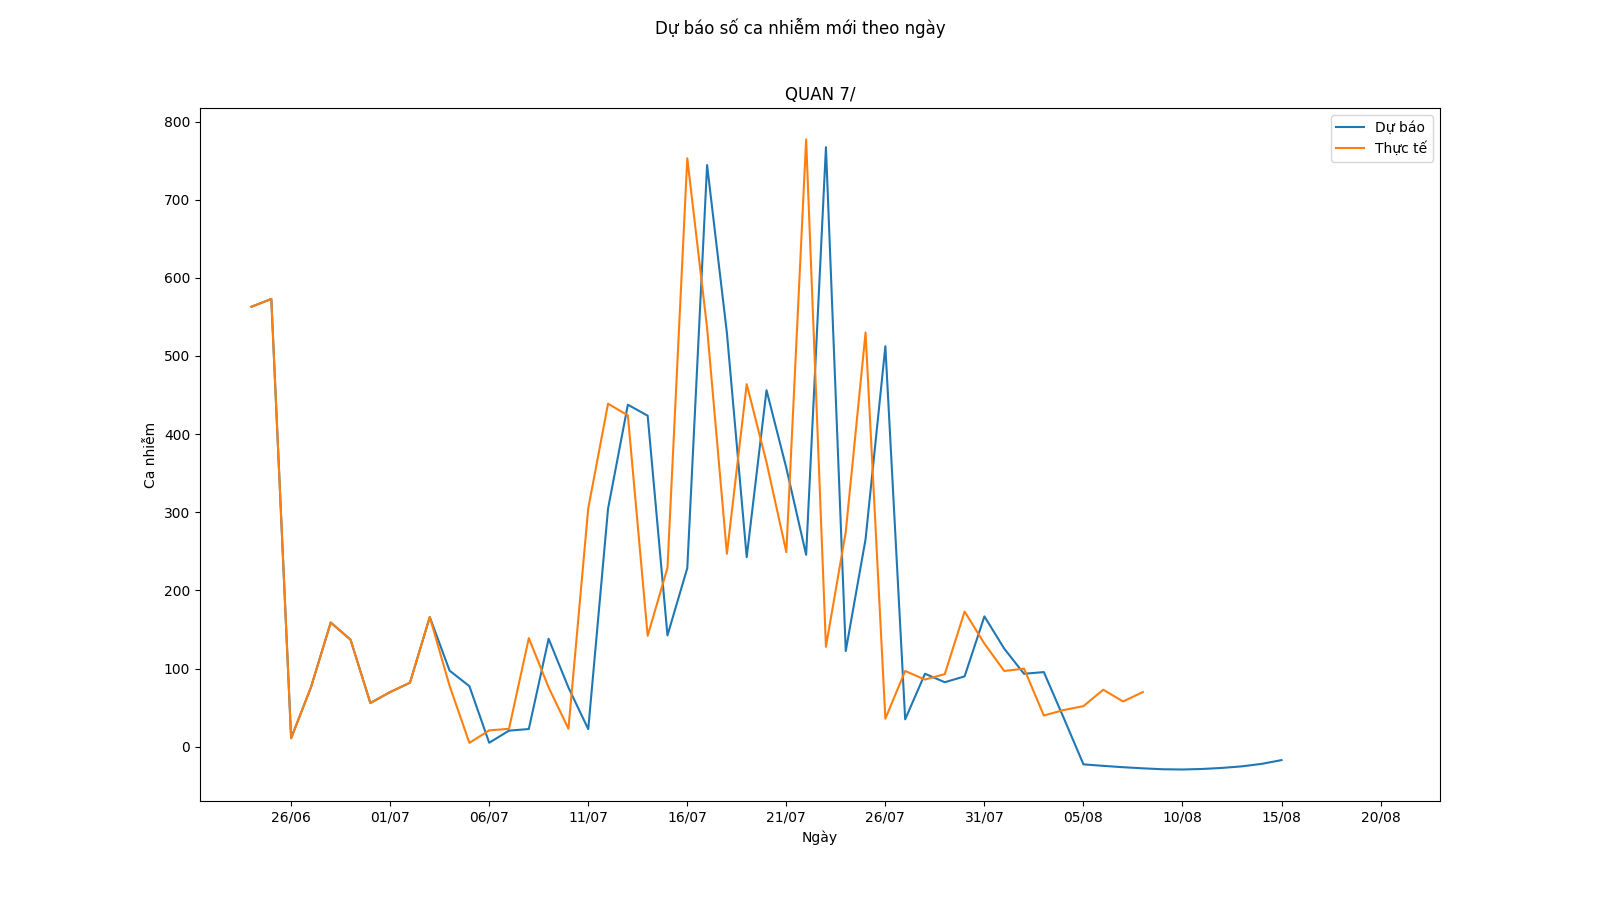 Dự báo số ca nhiễm mới theo ngày
QUAN 7/
Dự báo
Thực tế
800
700
600
500
400
300
200
100
0
Ca nhiễm
26/06 01/07 06/07 11/07 16/07 21/07 26/07 31/07 05/08 10/08 15/08 20/08
Ngày